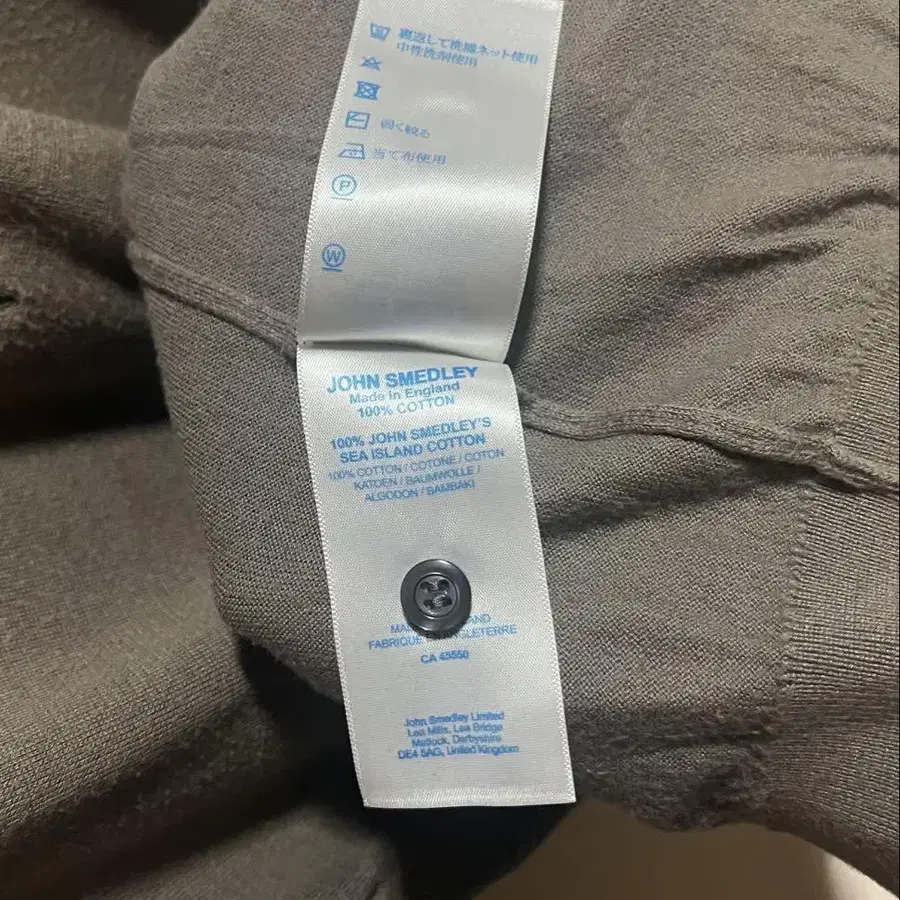 裏返して洗濯ネット使用
中性洗剤使用
弱く絞る
当て布使用
P
W
JOHN SMEDLEY
Made in England
100% COTTON
100% JOHN SMEDLEY'S
SEA ISLAND COTTON
100% COTTON / COTONE / COTON
KATOEN / BAUMWOLLE /
ALGODON / BAMBAKI
FABRIQUE ANGLETERRE
CA 45550
John Smedley Limited
Lea Mills, Lea Bridge
Matlock, Derbyshire
DE4 5AG, United Kingdom